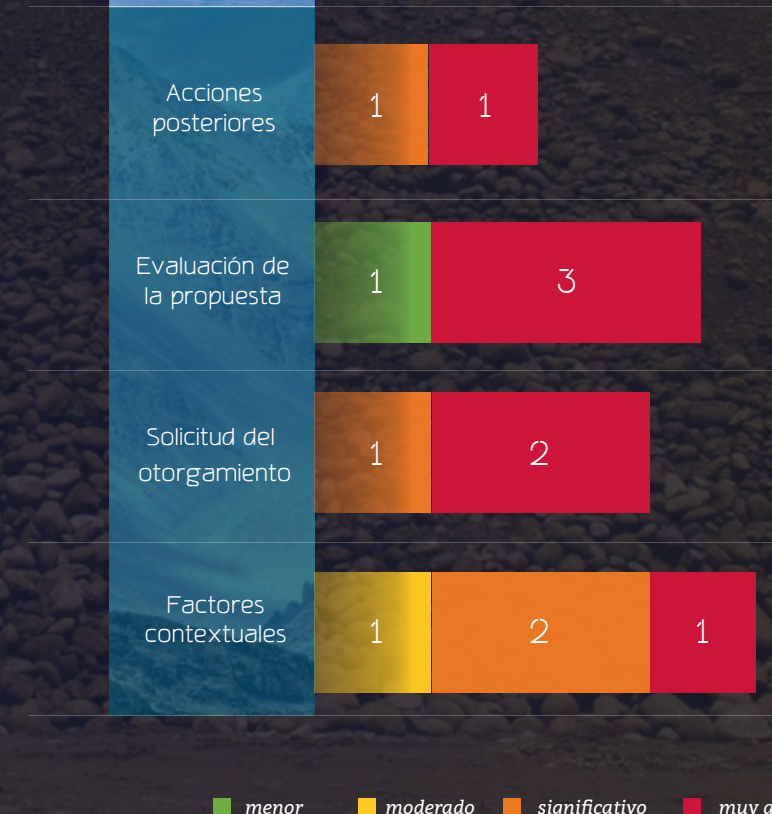 Acciones
posteriores
1 1
Evaluación de
la propuesta
1 3
Solicitud del
otorgamiento
1 2
Factores
contextuales
1 2 1
menor moderado significativo muy